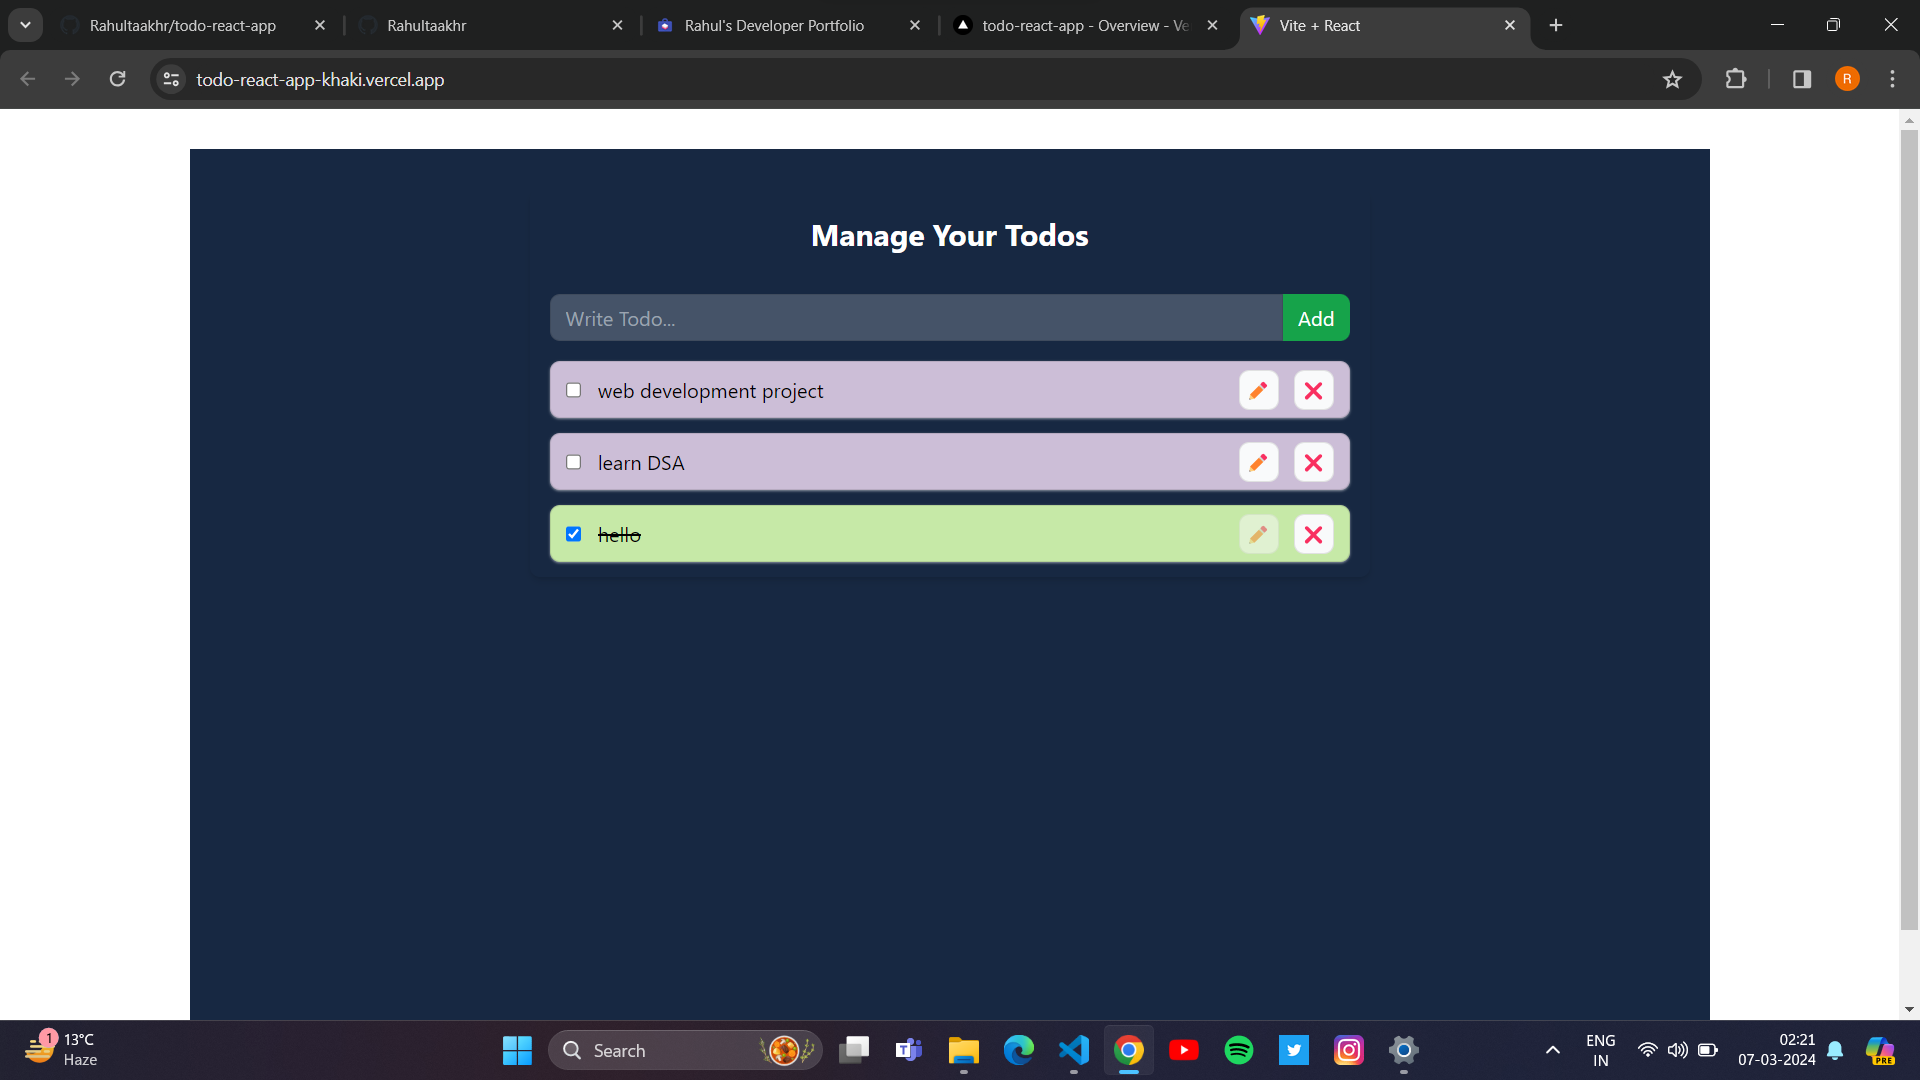 Rahultaakhr/todo-react-app
Rahultaakhr
Rahul's Developer Portfolio
todo-react-app - Overview - Ve
Vite + React
todo-react-app-khaki.vercel.app
R
Manage Your Todos
Write Todo...
Add
web development project
learn DSA
hello
1
13°C
Haze
Search
T
ENG
IN
02:21
07-03-2024
PRE